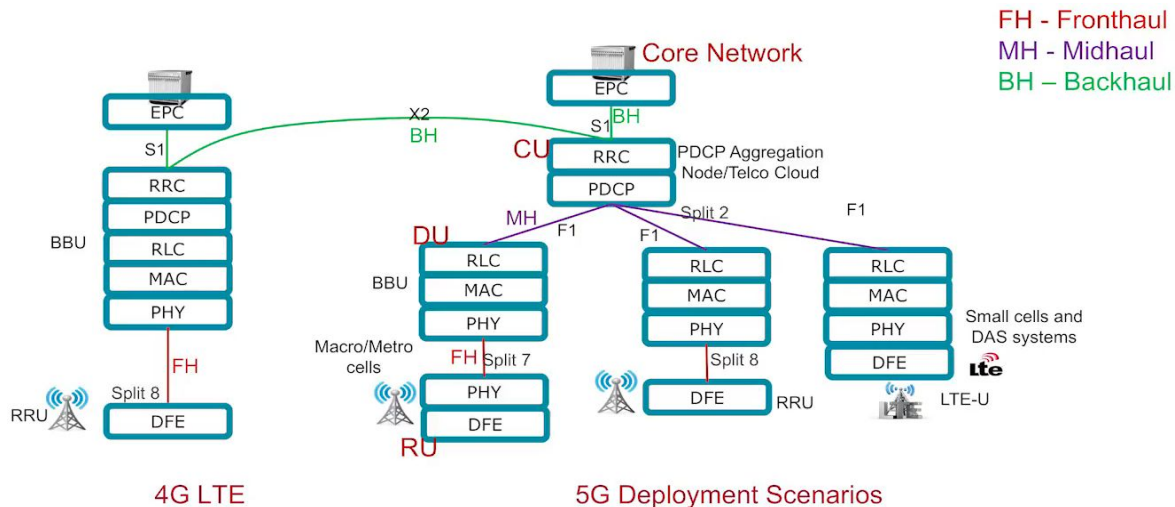 FH - Fronthaul
MH - Midhaul
BH – Backhaul
Core Network
EPC
S1
RRC
PDCP
BBU
RLC
MAC
PHY
FH
Split 8
RRU
DFE
4G LTE
X2
BH
EPC
S1
BH
CU
RRC
PDCP
PDCP Aggregation
Node/Telco Cloud
MH
F1
F1
Split 2
F1
DU
BBU
RLC
MAC
PHY
FH
Split 7
Macro/Metro
cells
PHY
DFE
RU
RLC
MAC
PHY
Split 8
DFE
RRU
RLC
MAC
PHY
DFE
Small cells and
DAS systems
Lte
LTE
LTE-U
5G Deployment Scenarios